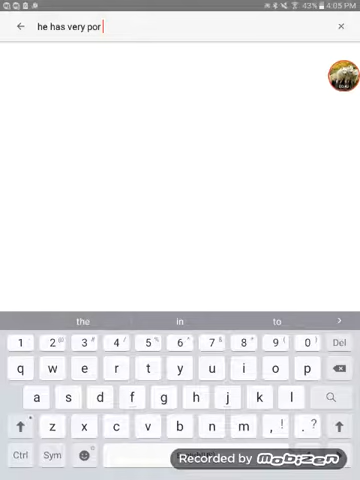 43% 4:05 PM
he has very por
the in to
1 2 @ 3 # 4 / 5 % 6 ^ 7 & 8 * 9 ( 0 ) Del
q w e r t y u i o p
a s d f g h j k l
z x c v b n m , ! . ?
Ctrl Sym
Recorded by mobizen